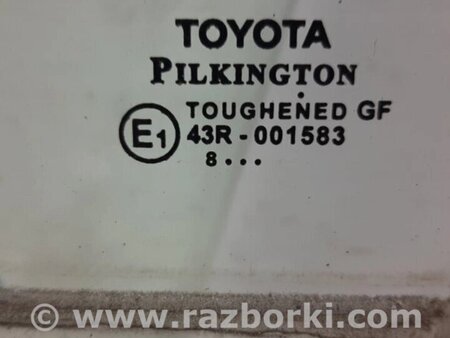 TOYOTA
PILKINGTON
TOUGHENED GF
E1 43R-001583
8...
© www.razborki.com